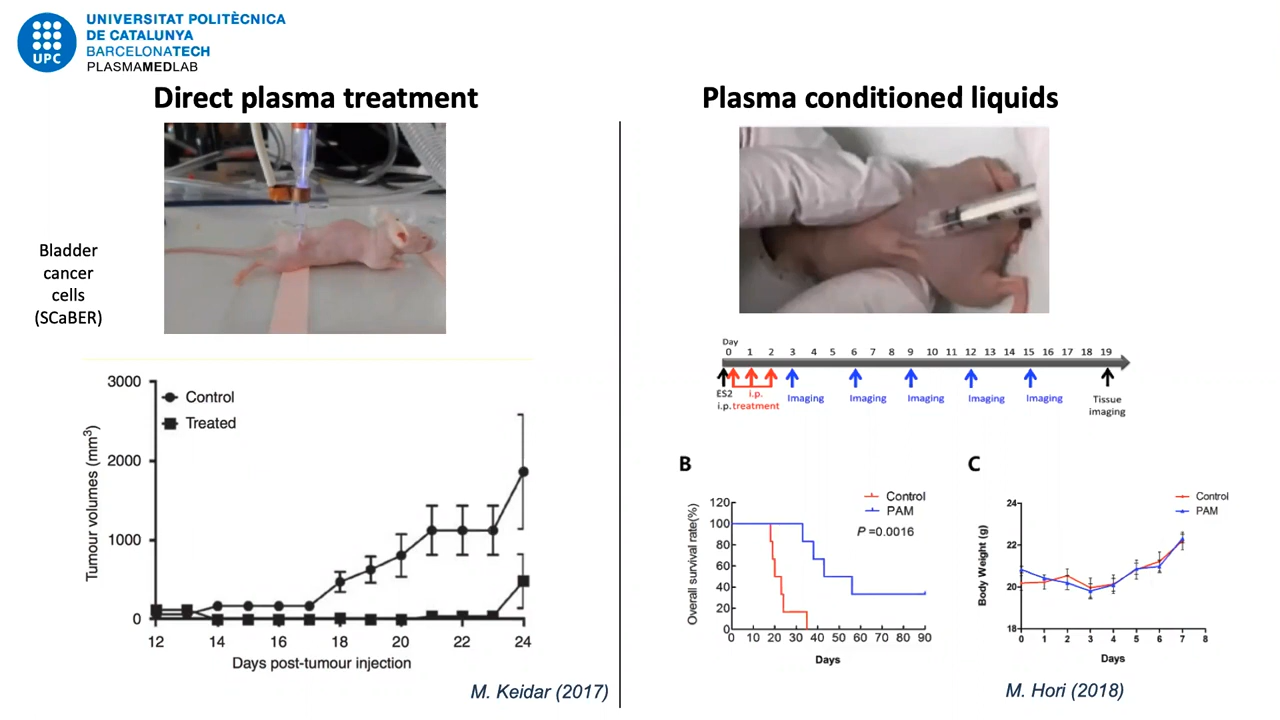 UNIVERSITAT POLITÈCNICA
DE CATALUNYA
BARCELONATECH
PLASMAMEDLAB
UPC
Direct plasma treatment
Bladder
cancer
cells
(SCaBER)
3000
2000
1000
0
Tumour volumes (mm³)
Control
Treated
12 14 16 18 20 22 24
Days post-tumour injection
M. Keidar (2017)
Plasma conditioned liquids
Day
0 1 2 3 4 5 6 7 8 9 10 11 12 13 14 15 16 17 18 19
ES2
i.p.
i.p.
treatment
Imaging Imaging Imaging Imaging Imaging
Tissue
imaging
B
Overall survival rate(%)
120
100
80
60
40
20
0
Control
PAM
P =0.0016
0 10 20 30 40 50 60 70 80 90
Days
C
Body Weight (g)
24
22
20
18
Control
PAM
0 1 2 3 4 5 6 7 8
Days
M. Hori (2018)